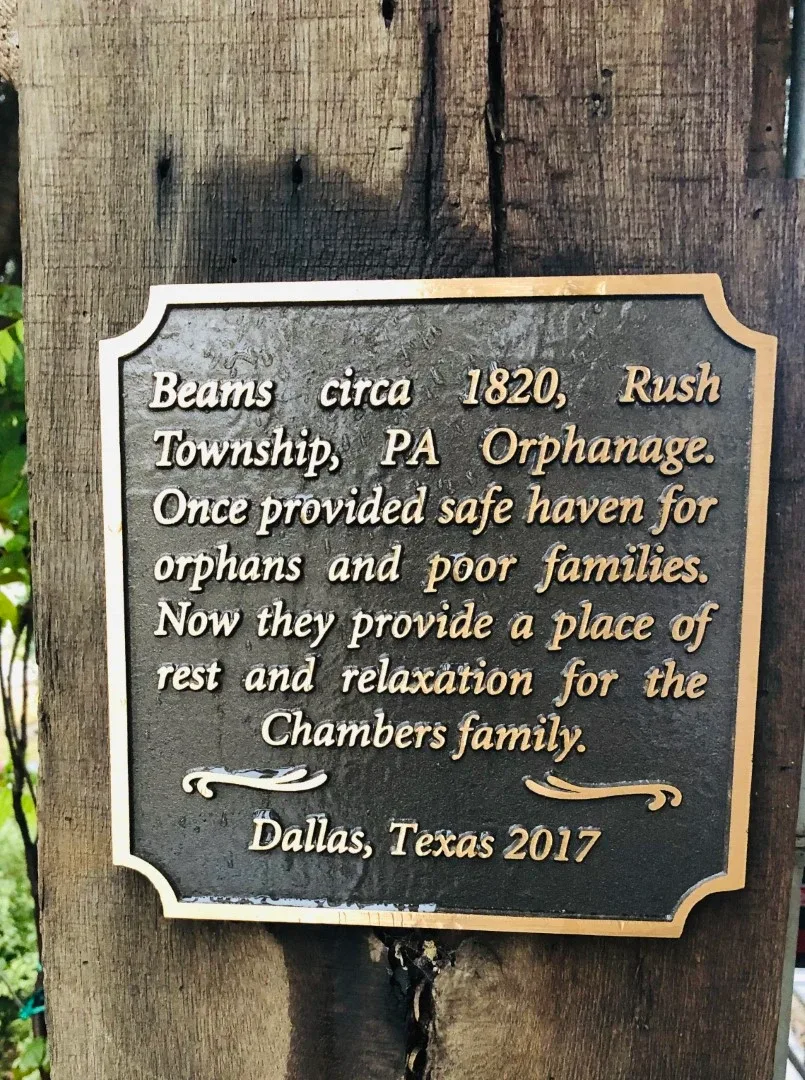 Beams circa 1820, Rush
Township, PA Orphanage.
Once provided safe haven for
orphans and poor families.
Now they provide a place of
rest and relaxation for the
Chambers family.
Dallas, Texas 2017